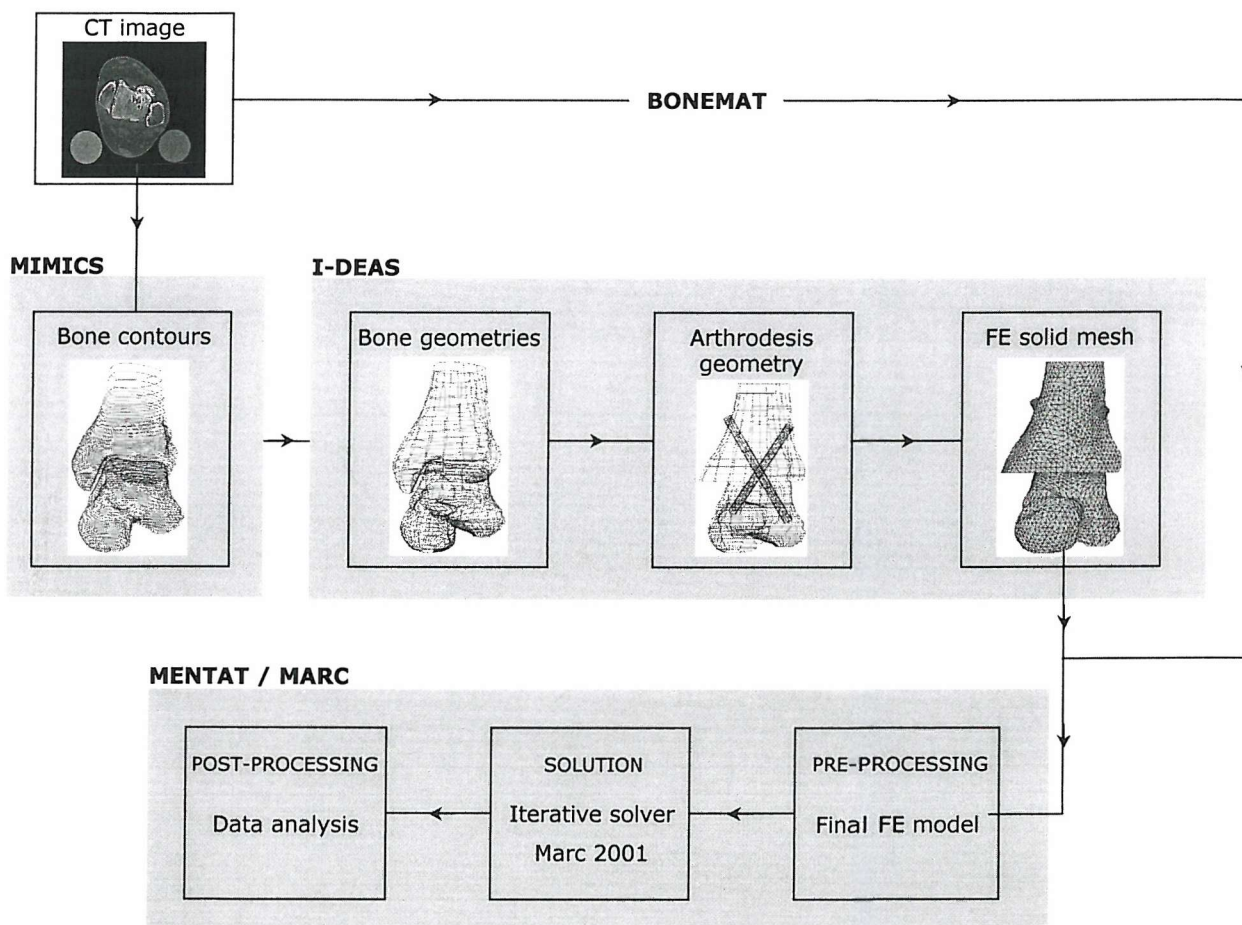 CT image
BONEMAT
MIMICS
I-DEAS
Bone contours
Bone geometries
Arthrodesis
geometry
FE solid mesh
MENTAT / MARC
POST-PROCESSING
Data analysis
SOLUTION
Iterative solver
Marc 2001
PRE-PROCESSING
Final FE model